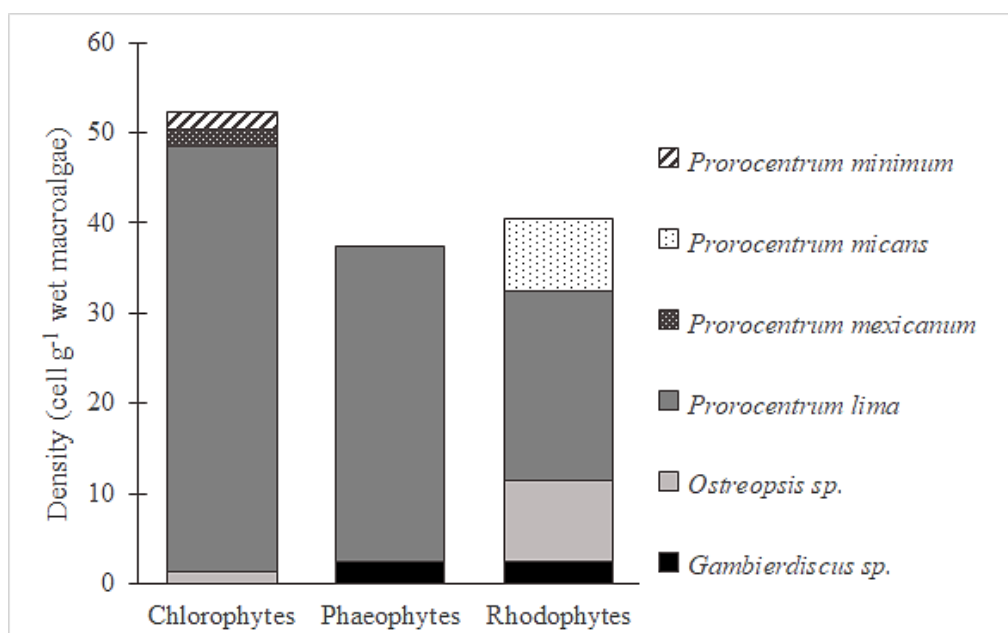 60
50
40
30
20
10
0
Density (cell g⁻¹ wet macroalgae)
Chlorophytes
Phaeophytes
Rhodophytes
Prorocentrum minimum
Prorocentrum micans
Prorocentrum mexicanum
Prorocentrum lima
Ostreopsis sp.
Gambierdiscus sp.